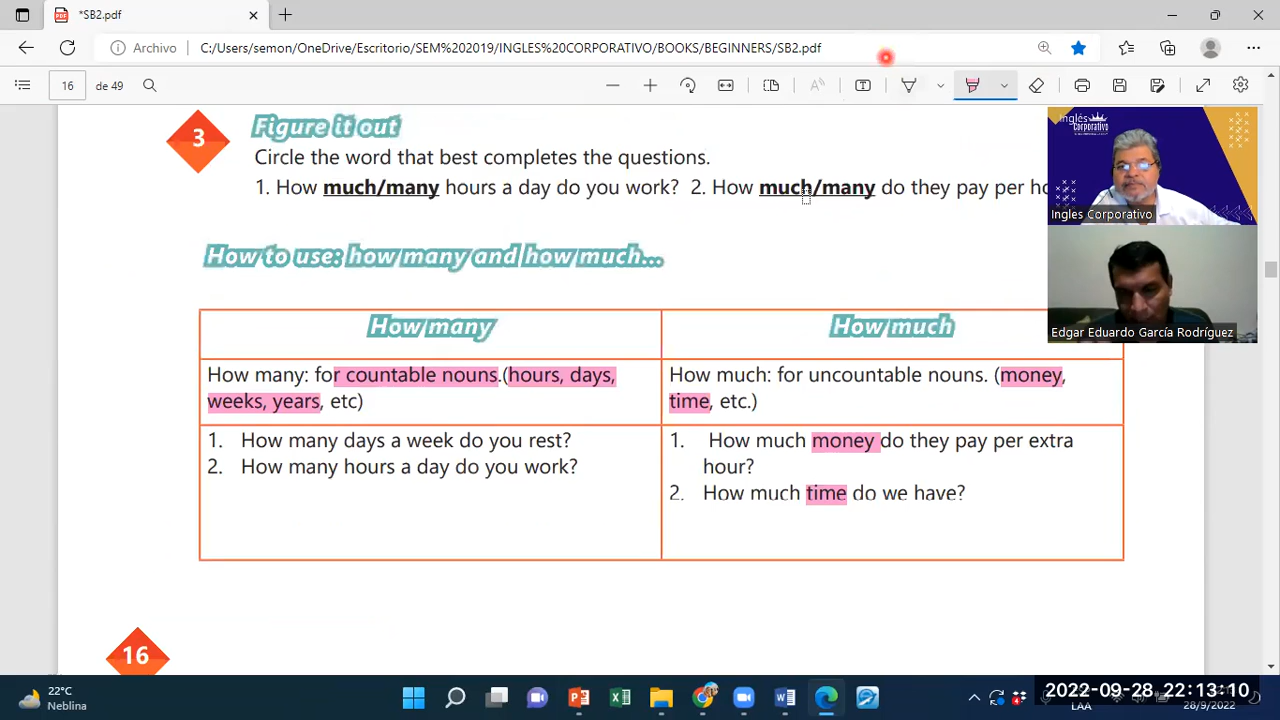 *SB2.pdf
Archivo
C:/Users/semon/OneDrive/Escritorio/SEM%202019/INGLES%20CORPORATIVO/BOOKS/BEGINNERS/SB2.pdf
16 de 49
3
Figure it out
Circle the word that best completes the questions.
1. How much/many hours a day do you work? 2. How much/many do they pay per ho
Inglés
Corporativo
Ingles Corporativo
Edgar Eduardo García Rodríguez
How to use: how many and how much...
How many
How much
How many: for countable nouns.(hours, days,
weeks, years, etc)
How much: for uncountable nouns. (money,
time, etc.)
1. How many days a week do you rest?
2. How many hours a day do you work?
1. How much money do they pay per extra
hour?
2. How much time do we have?
16
22°C
Neblina
2022-09-28 22:13:10
LAA
28/9/2022